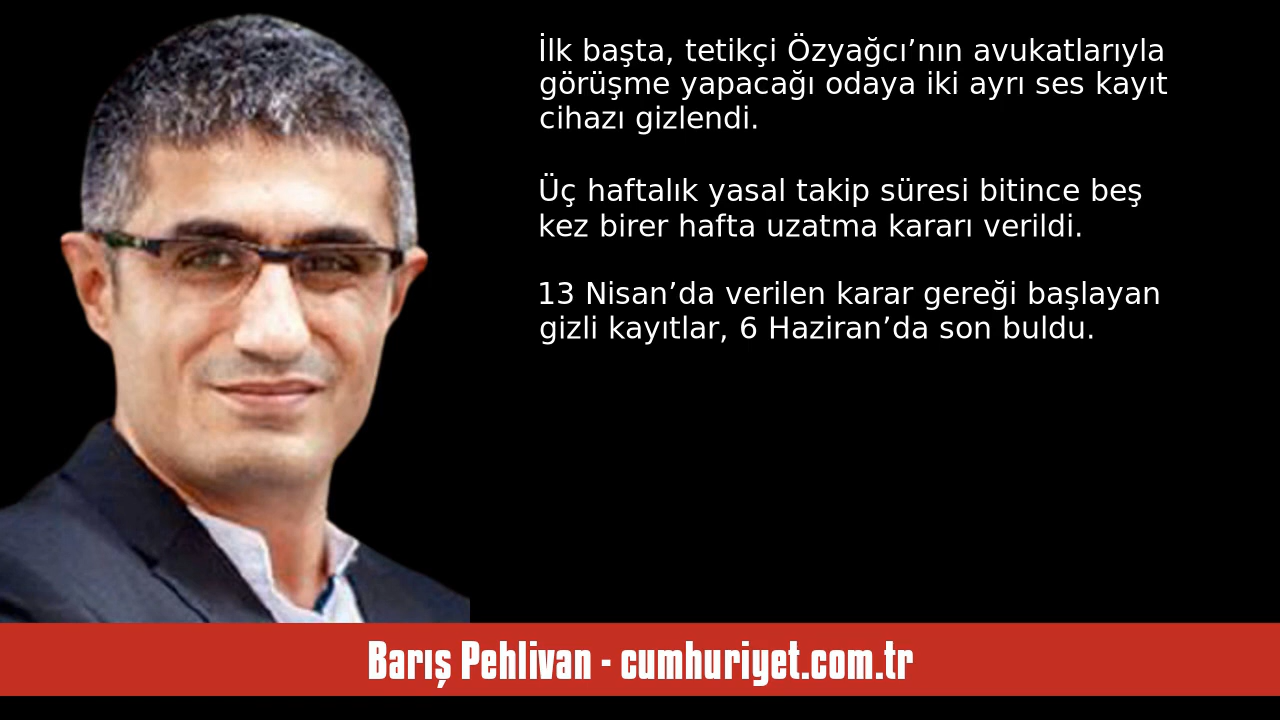 İlk başta, tetikçi Özyağcı’nın avukatlarıyla
görüşme yapacağı odaya iki ayrı ses kayıt
cihazı gizlendi.
Üç haftalık yasal takip süresi bitince beş
kez birer hafta uzatma kararı verildi.
13 Nisan’da verilen karar gereği başlayan
gizli kayıtlar, 6 Haziran’da son buldu.
Barış Pehlivan - cumhuriyet.com.tr